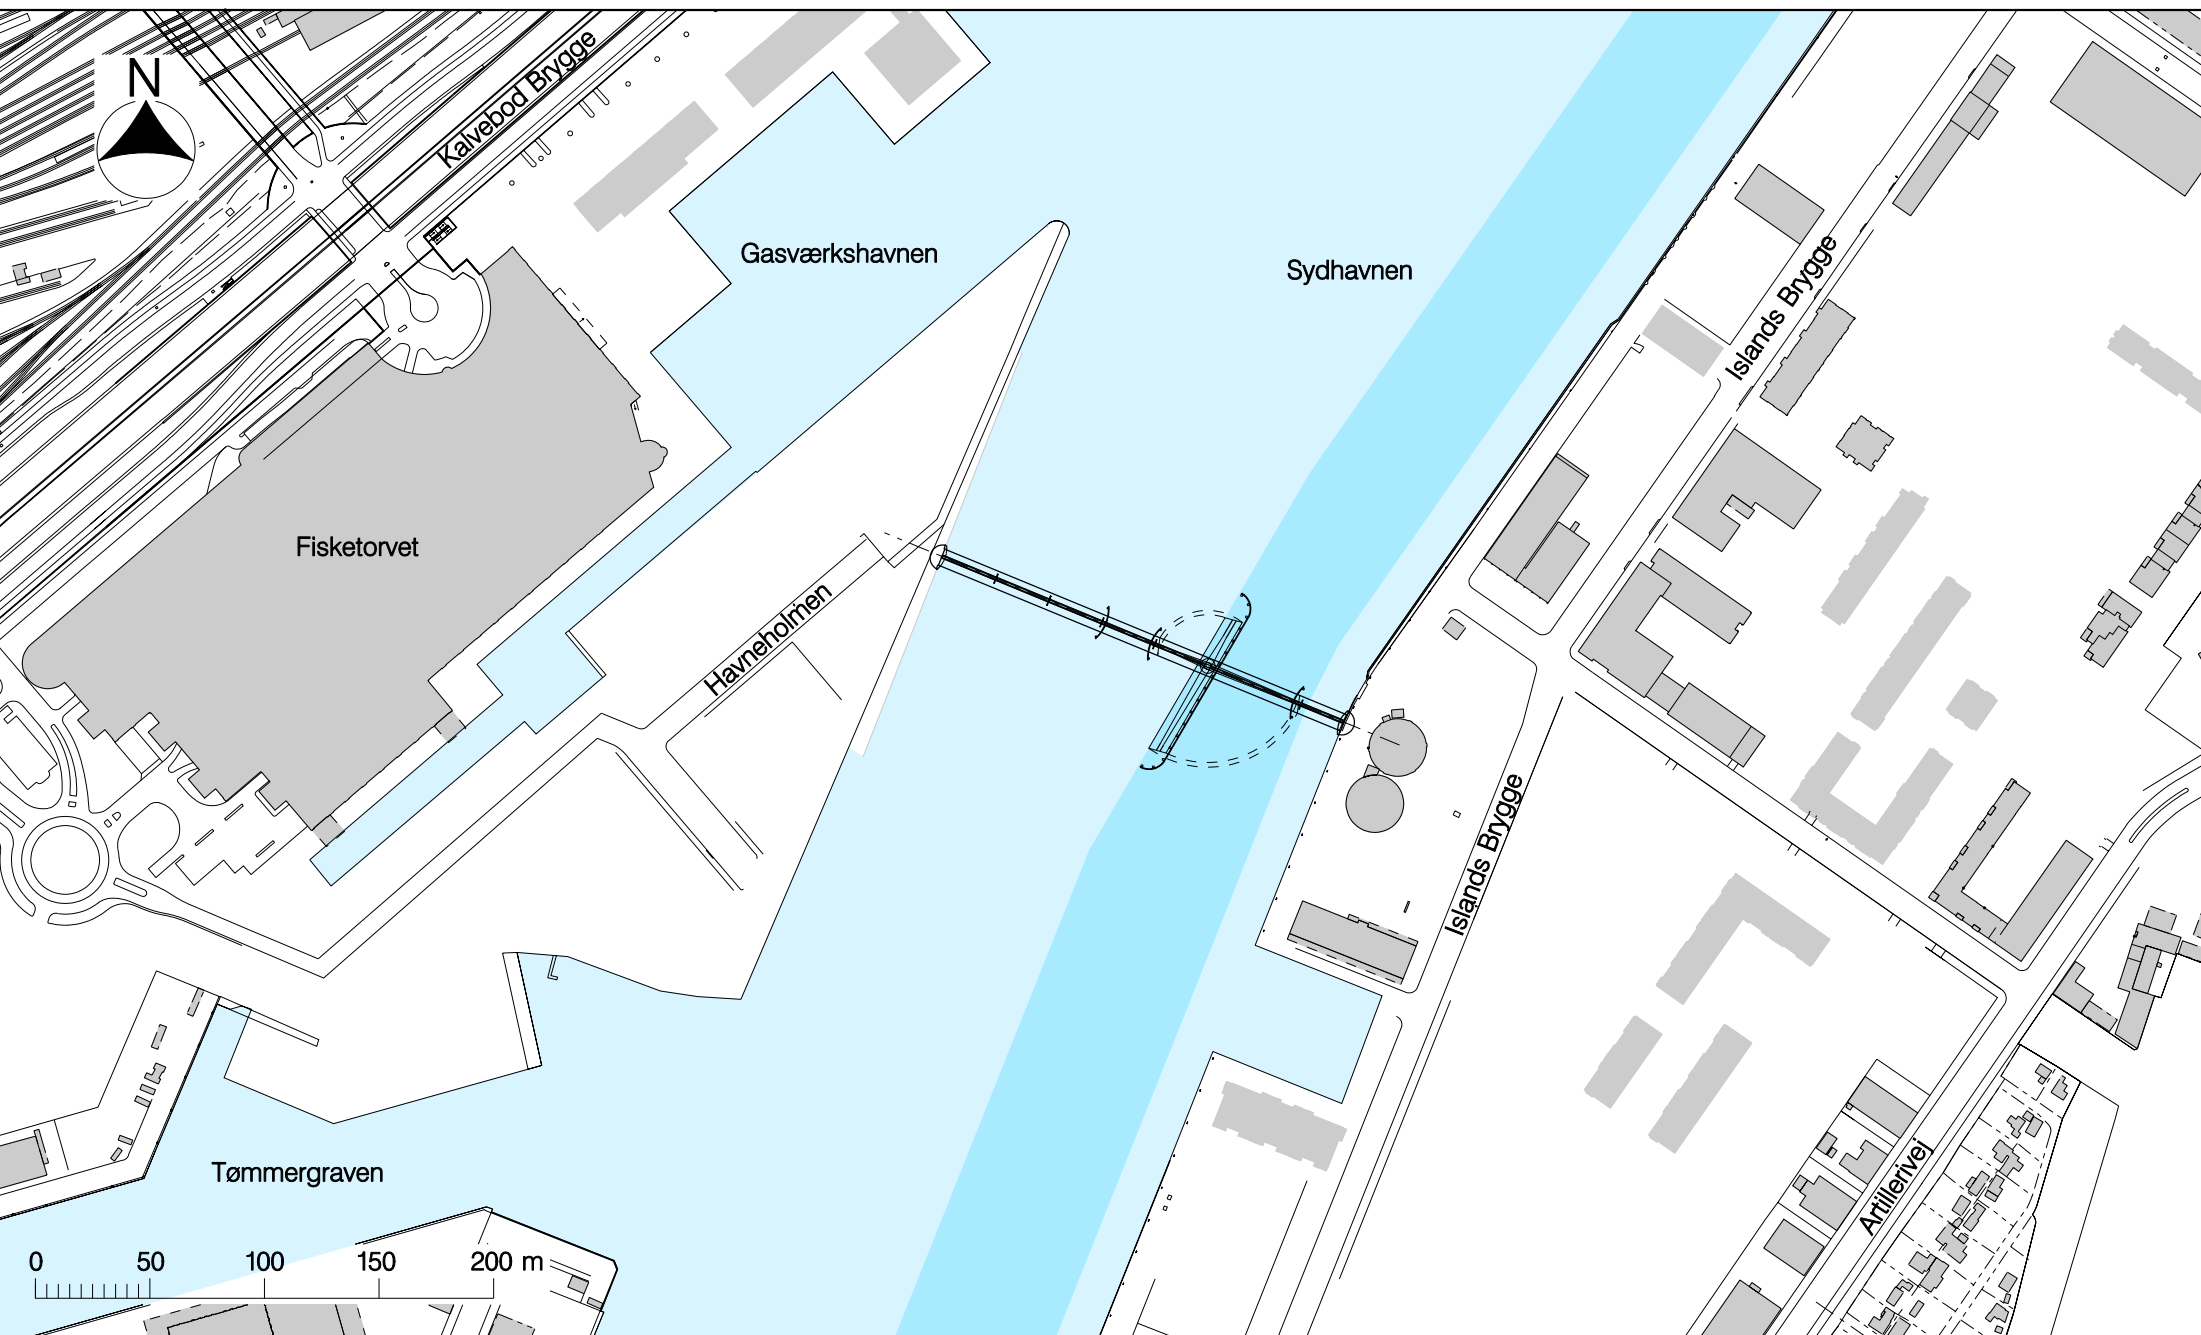 N
Kalvebod Brygge
Gasværkshavnen
Sydhavnen
Islands Brygge
Fisketorvet
Havneholmen
Islands Brygge
Tømmergraven
Artillerivej
0 50 100 150 200 m